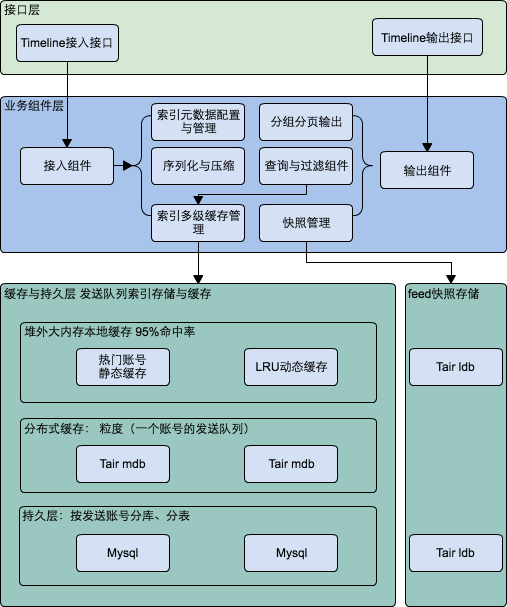 接口层
Timeline接入接口
Timeline输出接口
业务组件层
索引元数据配置
与管理
分组分页输出
接入组件
序列化与压缩
查询与过滤组件
输出组件
索引多级缓存管
理
快照管理
缓存与持久层 发送队列索引存储与缓存
feed快照存储
堆外大内存本地缓存 95%命中率
热门账号
静态缓存
LRU动态缓存
Tair ldb
分布式缓存： 粒度（一个账号的发送队列）
Tair mdb
Tair mdb
持久层：按发送账号分库、分表
Mysql
Mysql
Tair ldb